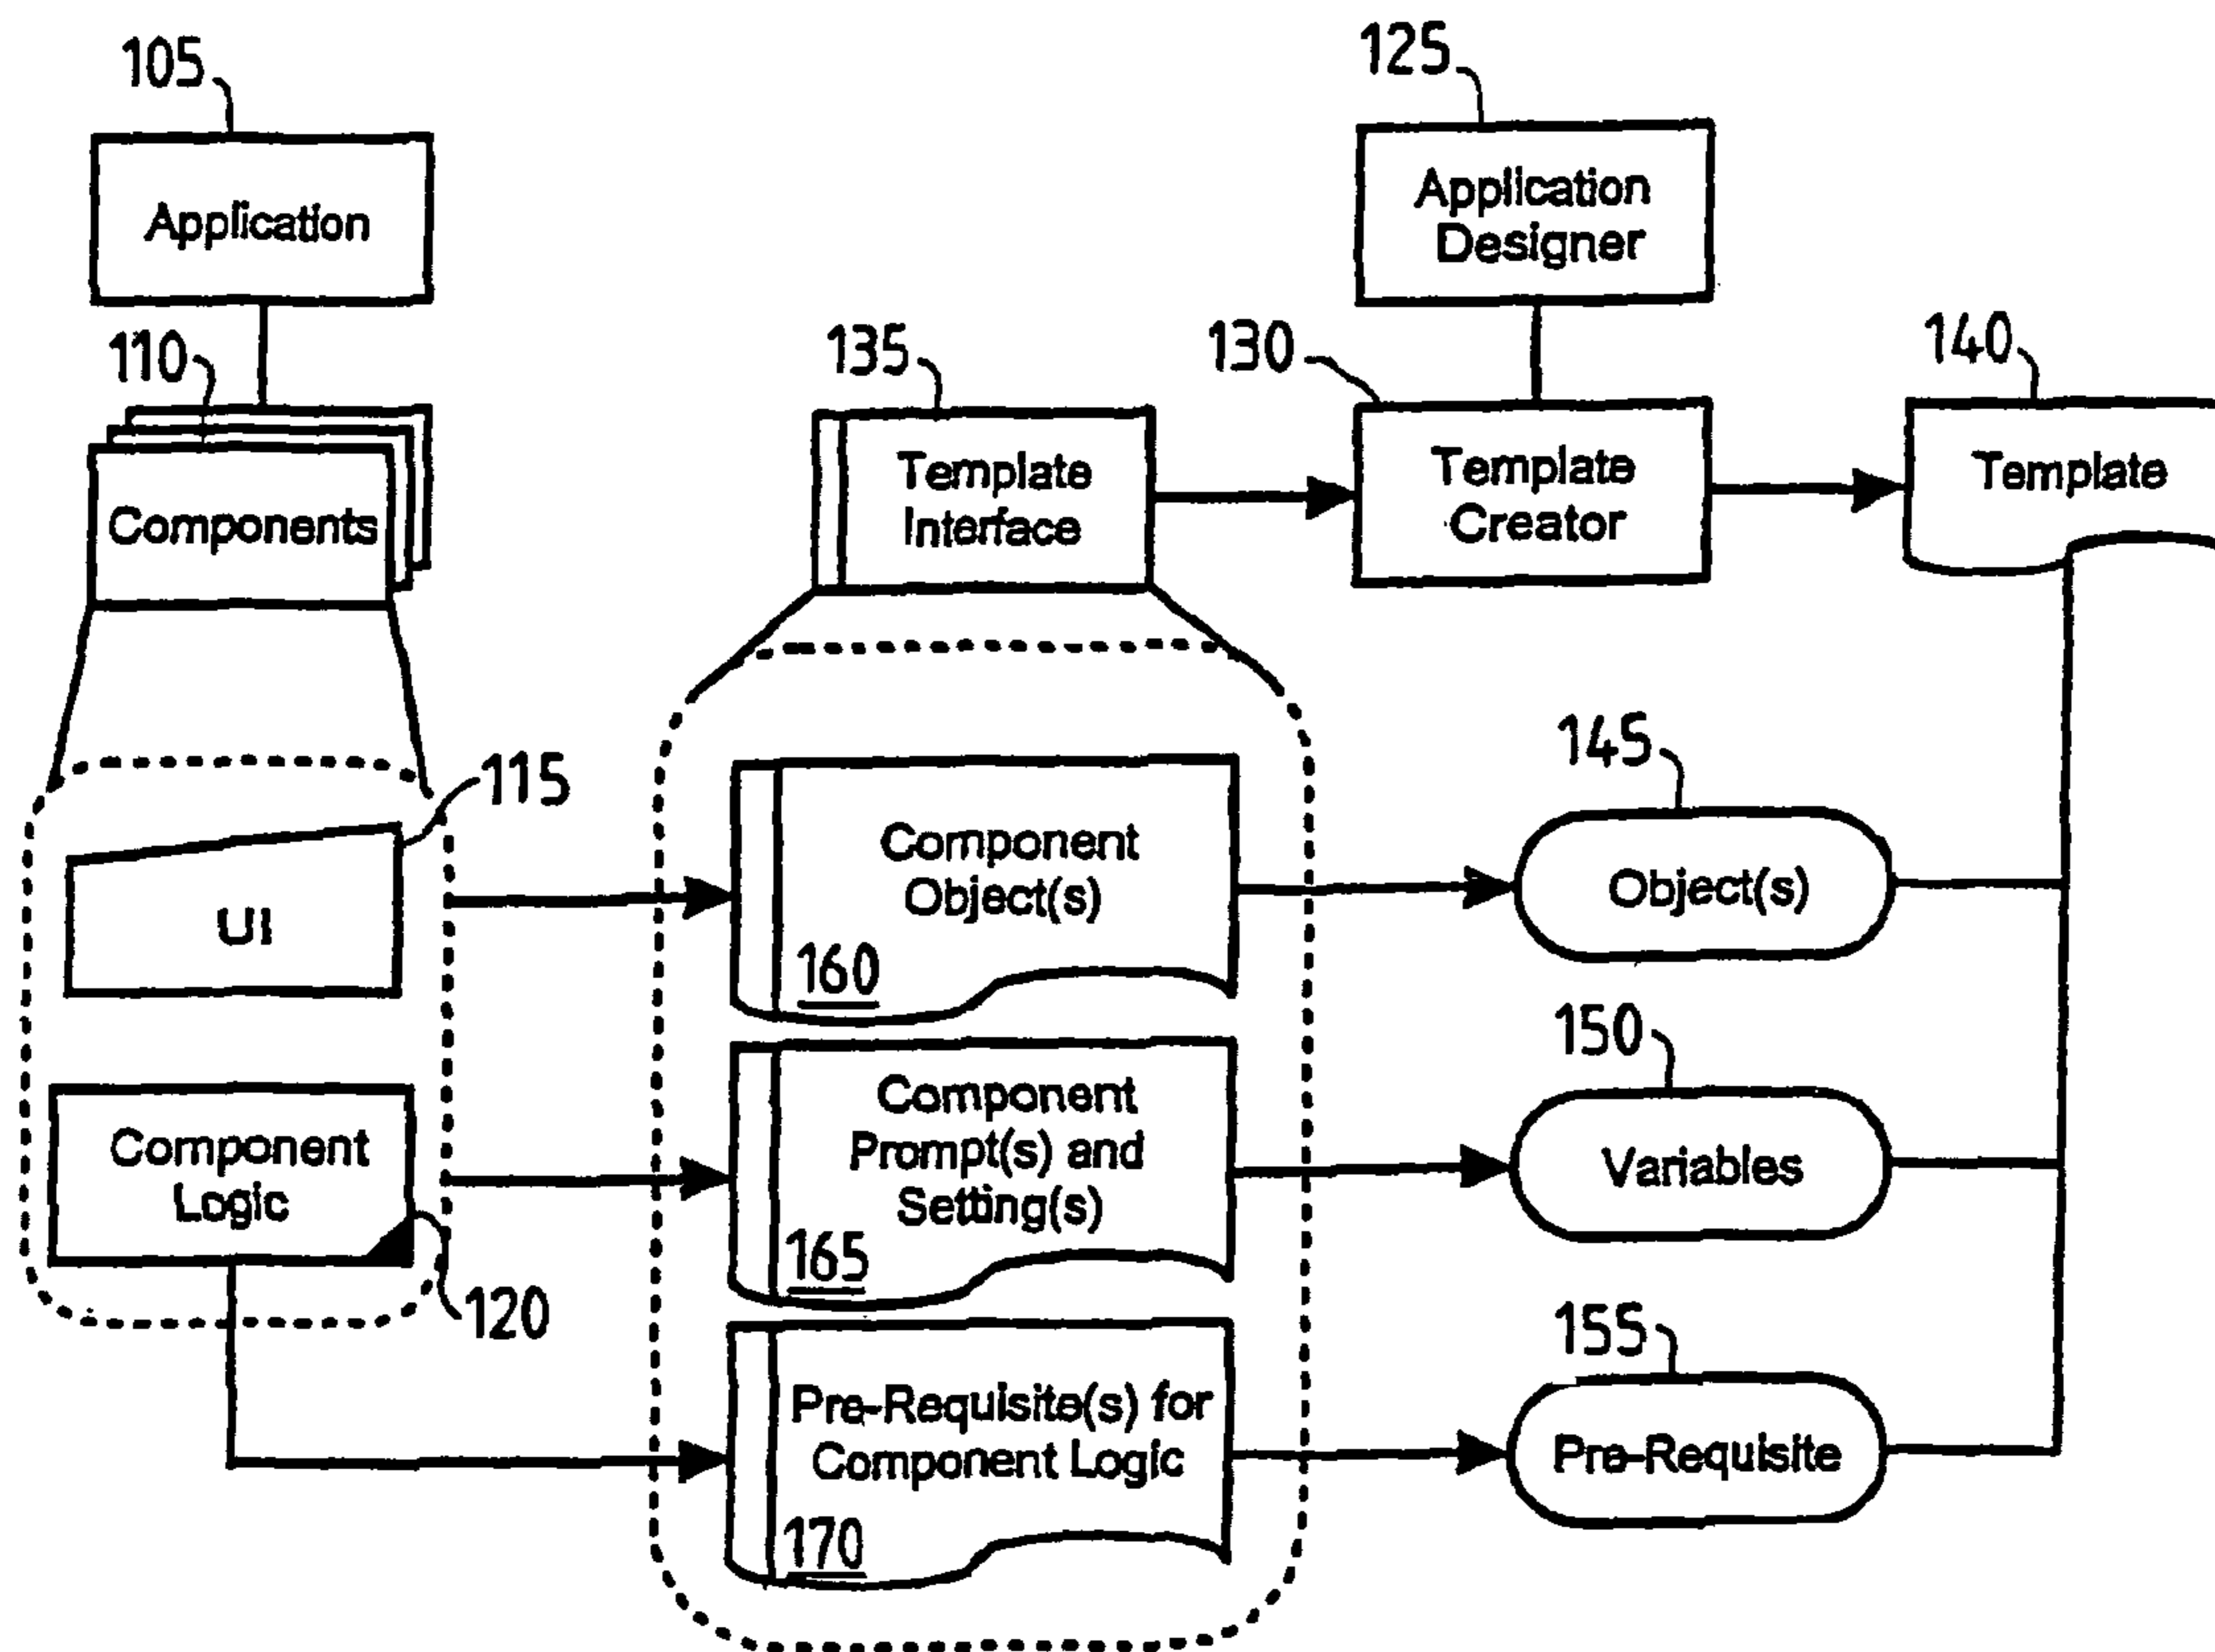 105
125
Application
Application
Designer
110
135
130
140
Components
Template
Interface
Template
Creator
Template
115
UI
Component
Object(s)
160
145
Object(s)
Component
Logic
120
Component
Prompt(s) and
Setting(s)
165
150
Variables
Pre-Requisite(s) for
Component Logic
170
155
Pre-Requisite